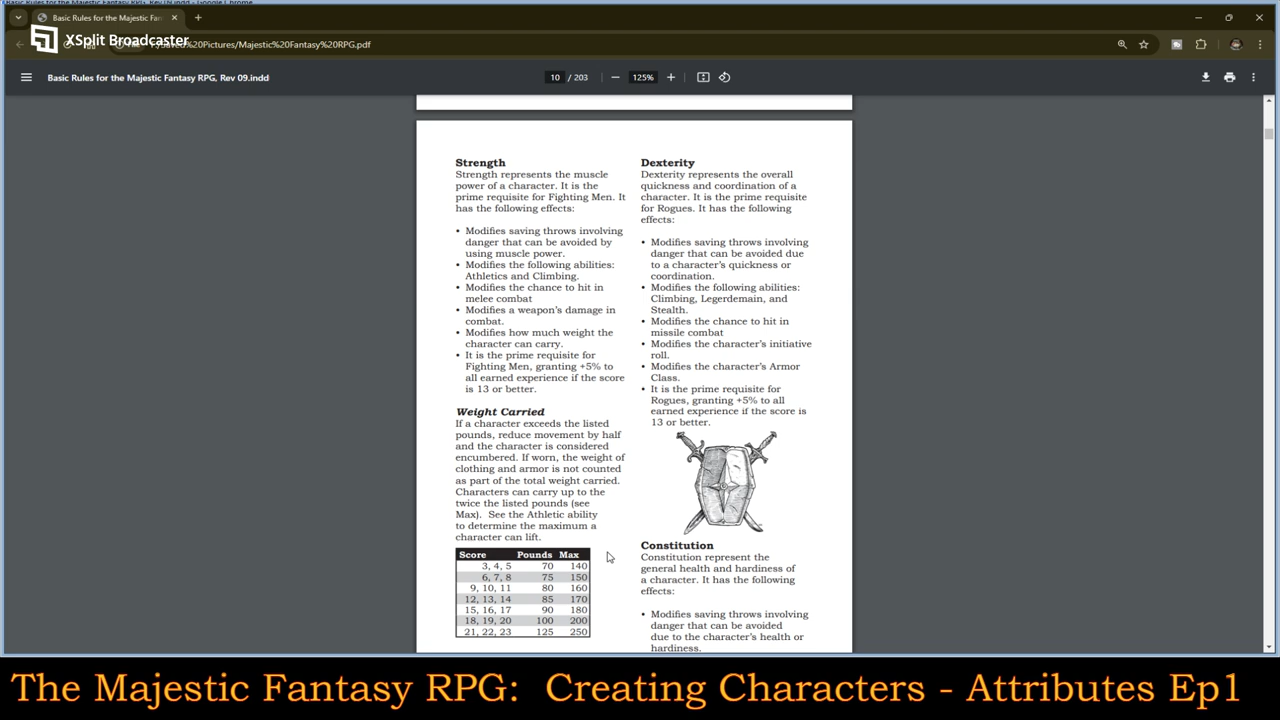 Basic Rules for the Majestic Fan
XSplit Broadcaster
Pictures/Majestic%20Fantasy%20RPG.pdf
Basic Rules for the Majestic Fantasy RPG, Rev 09.indd
10 / 203
125%
Strength
Strength represents the muscle
power of a character. It is the
prime requisite for Fighting Men. It
has the following effects:
• Modifies saving throws involving
danger that can be avoided by
using muscle power.
• Modifies the following abilities:
Athletics and Climbing.
• Modifies the chance to hit in
melee combat
• Modifies a weapon's damage in
combat.
• Modifies how much weight the
character can carry.
• It is the prime requisite for
Fighting Men, granting +5% to
all earned experience if the score
is 13 or better.
Weight Carried
If a character exceeds the listed
pounds, reduce movement by half
and the character is considered
encumbered. If worn, the weight of
clothing and armor is not counted
as part of the total weight carried.
Characters can carry up to the
twice the listed pounds (see
Max). See the Athletic ability
to determine the maximum a
character can lift.
Score Pounds Max
3, 4, 5 70 140
6, 7, 8 75 150
9, 10, 11 80 160
12, 13, 14 85 170
15, 16, 17 90 180
18, 19, 20 100 200
21, 22, 23 125 250
Dexterity
Dexterity represents the overall
quickness and coordination of a
character. It is the prime requisite
for Rogues. It has the following
effects:
• Modifies saving throws involving
danger that can be avoided due
to a character's quickness or
coordination.
• Modifies the following abilities:
Climbing, Legerdemain, and
Stealth.
• Modifies the chance to hit in
missile combat
• Modifies the character's initiative
roll.
• Modifies the character's Armor
Class.
• It is the prime requisite for
Rogues, granting +5% to all
earned experience if the score is
13 or better.
Constitution
Constitution represent the
general health and hardiness of
a character. It has the following
effects:
• Modifies saving throws involving
danger that can be avoided
due to the character's health or
hardiness.
The Majestic Fantasy RPG: Creating Characters - Attributes Ep1